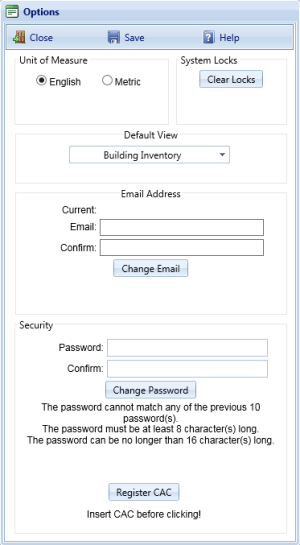 Options
Close
Save
Help
Unit of Measure
System Locks
English
Metric
Clear Locks
Default View
Building Inventory
Email Address
Current:
Email:
Confirm:
Change Email
Security
Password:
Confirm:
Change Password
The password cannot match any of the previous 10
password(s).
The password must be at least 8 character(s) long.
The password can be no longer than 16 character(s) long.
Register CAC
Insert CAC before clicking!